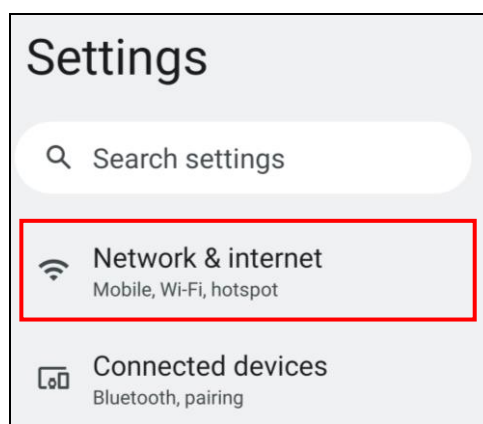 Settings
Search settings
Network & internet
Mobile, Wi-Fi, hotspot
Connected devices
Bluetooth, pairing